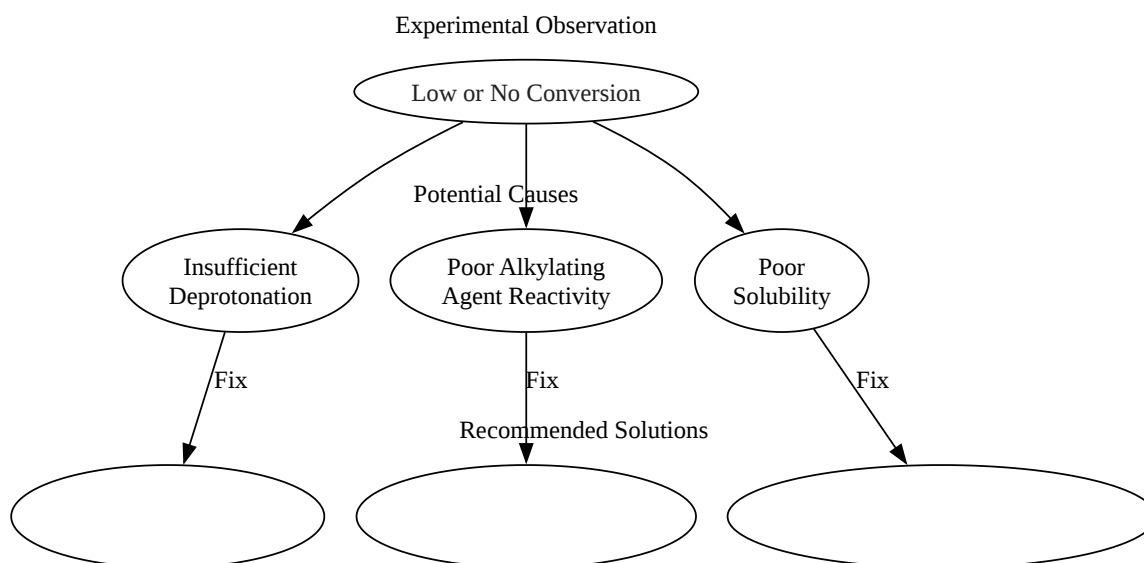 Experimental Observation
Low or No Conversion
Potential Causes
Insufficient
Deprotonation
Poor Alkylating
Agent Reactivity
Poor
Solubility
Fix
Fix
Fix
Recommended Solutions